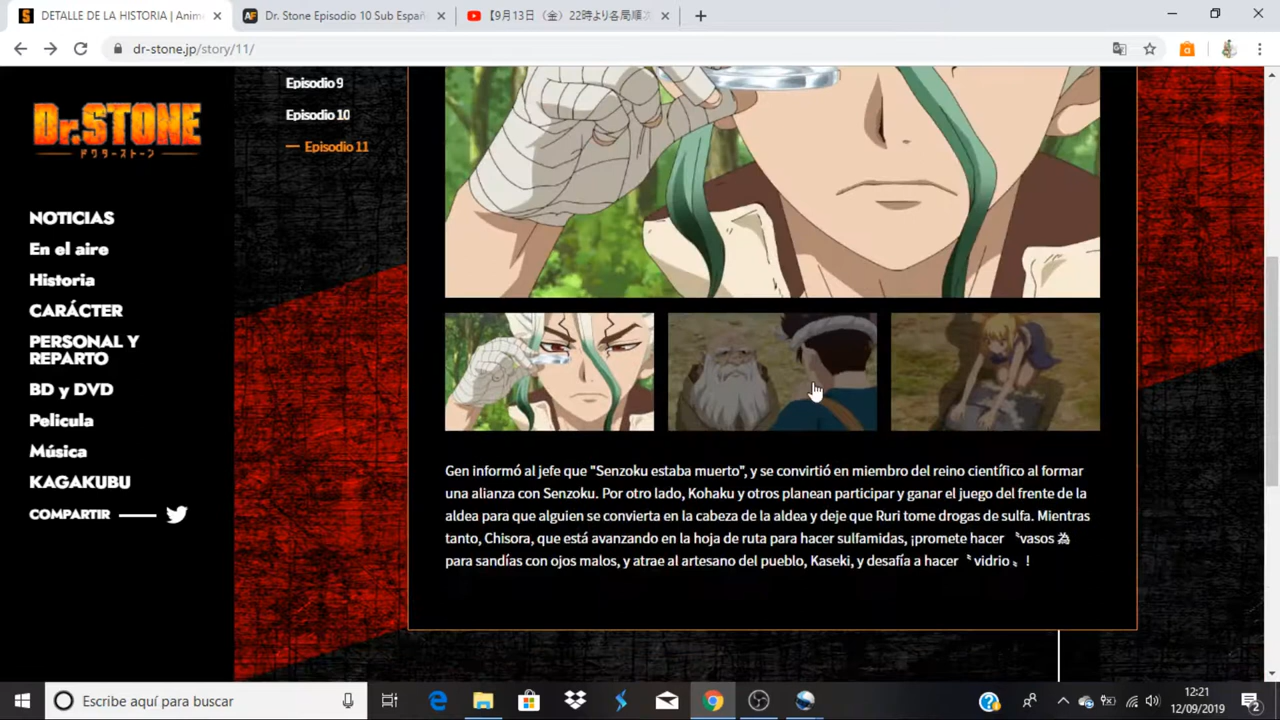 DETALLE DE LA HISTORIA | Anim
Dr. Stone Episodio 10 Sub Españ
【9月13日（金）22時より各局順次
dr-stone.jp/story/11/
Dr.STONE
ドクターストーン
NOTICIAS
En el aire
Historia
CARÁCTER
PERSONAL Y
REPARTO
BD y DVD
Pelicula
Música
KAGAKUBU
COMPARTIR
Episodio 9
Episodio 10
Episodio 11
Gen informó al jefe que "Senzoku estaba muerto", y se convirtió en miembro del reino científico al formar
una alianza con Senzoku. Por otro lado, Kohaku y otros planean participar y ganar el juego del frente de la
aldea para que alguien se convierta en la cabeza de la aldea y deje que Ruri tome drogas de sulfa. Mientras
tanto, Chisora, que está avanzando en la hoja de ruta para hacer sulfamidas, ¡promete hacer 〝vasos 為
para sandías con ojos malos, y atrae al artesano del pueblo, Kaseki, y desafía a hacer 〝vidrio〟!
Escribe aquí para buscar
12:21
12/09/2019
2